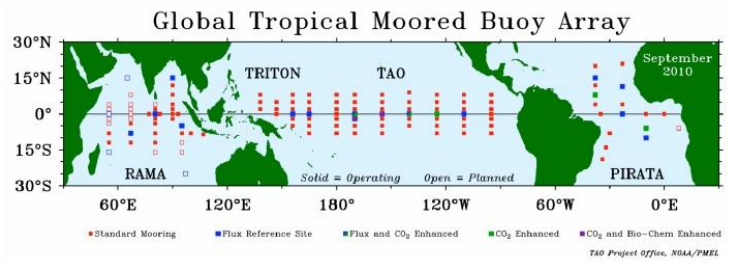 Global Tropical Moored Buoy Array
30°N
15°N
0°
15°S
30°S
TRITON
TAO
September
2010
RAMA
Solid = Operating
Open = Planned
PIRATA
60°E
120°E
180°
120°W
60°W
0°E
Standard Mooring
Flux Reference Site
Flux and CO₂ Enhanced
CO₂ Enhanced
CO₂ and Bio-Chem Enhanced
TAO Project Office, NOAA/PMEL